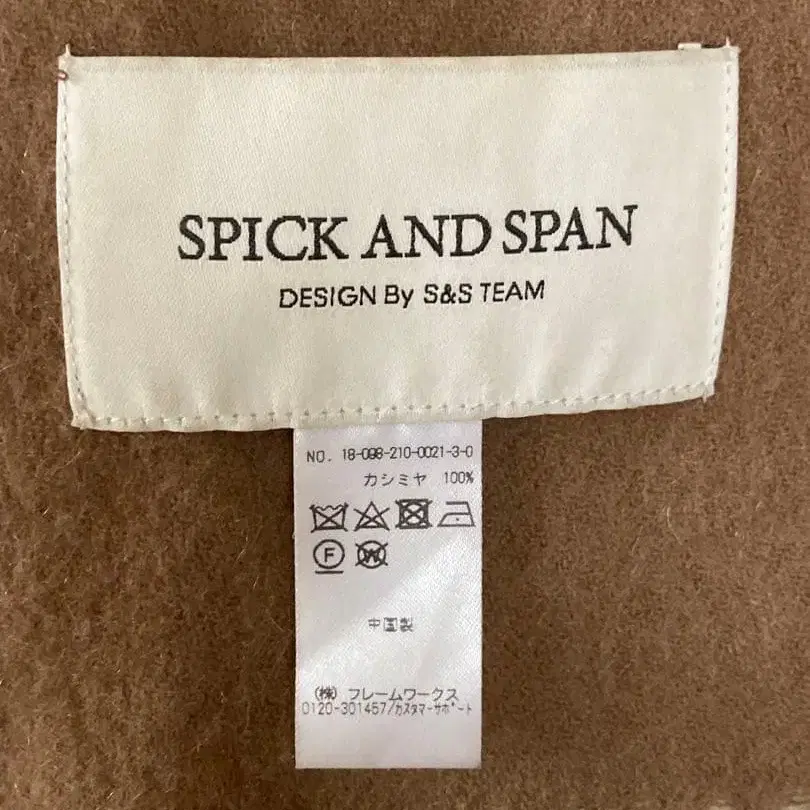 SPICK AND SPAN
DESIGN By S&S TEAM
NO. 18-098-210-0021-3-0
カシミヤ 100%
F W
中国製
(株) フレームワークス
0120-301457/カスタマーサポート